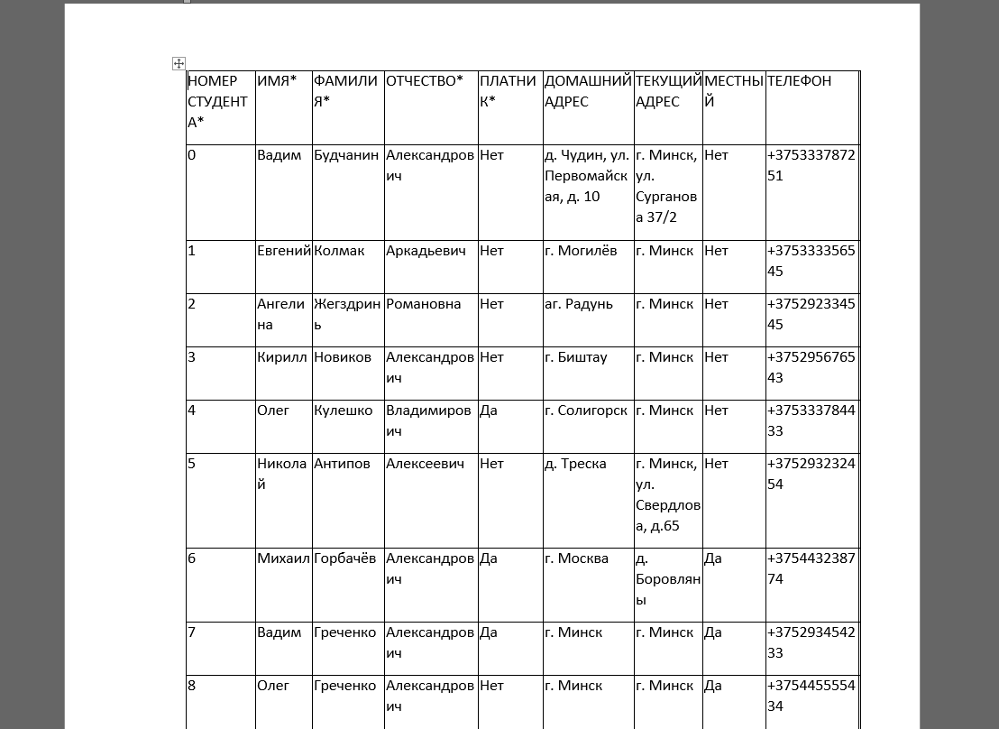 НОМЕР СТУДЕНТА* ИМЯ* ФАМИЛИЯ* ОТЧЕСТВО* ПЛАТНИК* ДОМАШНИЙ АДРЕС ТЕКУЩИЙ АДРЕС МЕСТНЫЙ ТЕЛЕФОН
0 Вадим Будчанин Александрович Нет д. Чудин, ул. Первомайская, д. 10 г. Минск, ул. Сурганова 37/2 Нет +375333787251
1 Евгений Колмак Аркадьевич Нет г. Могилёв г. Минск Нет +375333356545
2 Ангелина Жегздринь Романовна Нет аг. Радунь г. Минск Нет +375292334545
3 Кирилл Новиков Александрович Нет г. Биштау г. Минск Нет +375295676543
4 Олег Кулешко Владимирович Да г. Солигорск г. Минск Нет +375333784433
5 Николай Антипов Алексеевич Нет д. Треска г. Минск, ул. Свердлова, д.65 Нет +375293232454
6 Михаил Горбачёв Александрович Да г. Москва д. Боровляны Да +375443238774
7 Вадим Греченко Александрович Да г. Минск г. Минск Да +375293454233
8 Олег Греченко Александрович Нет г. Минск г. Минск Да +375445555434